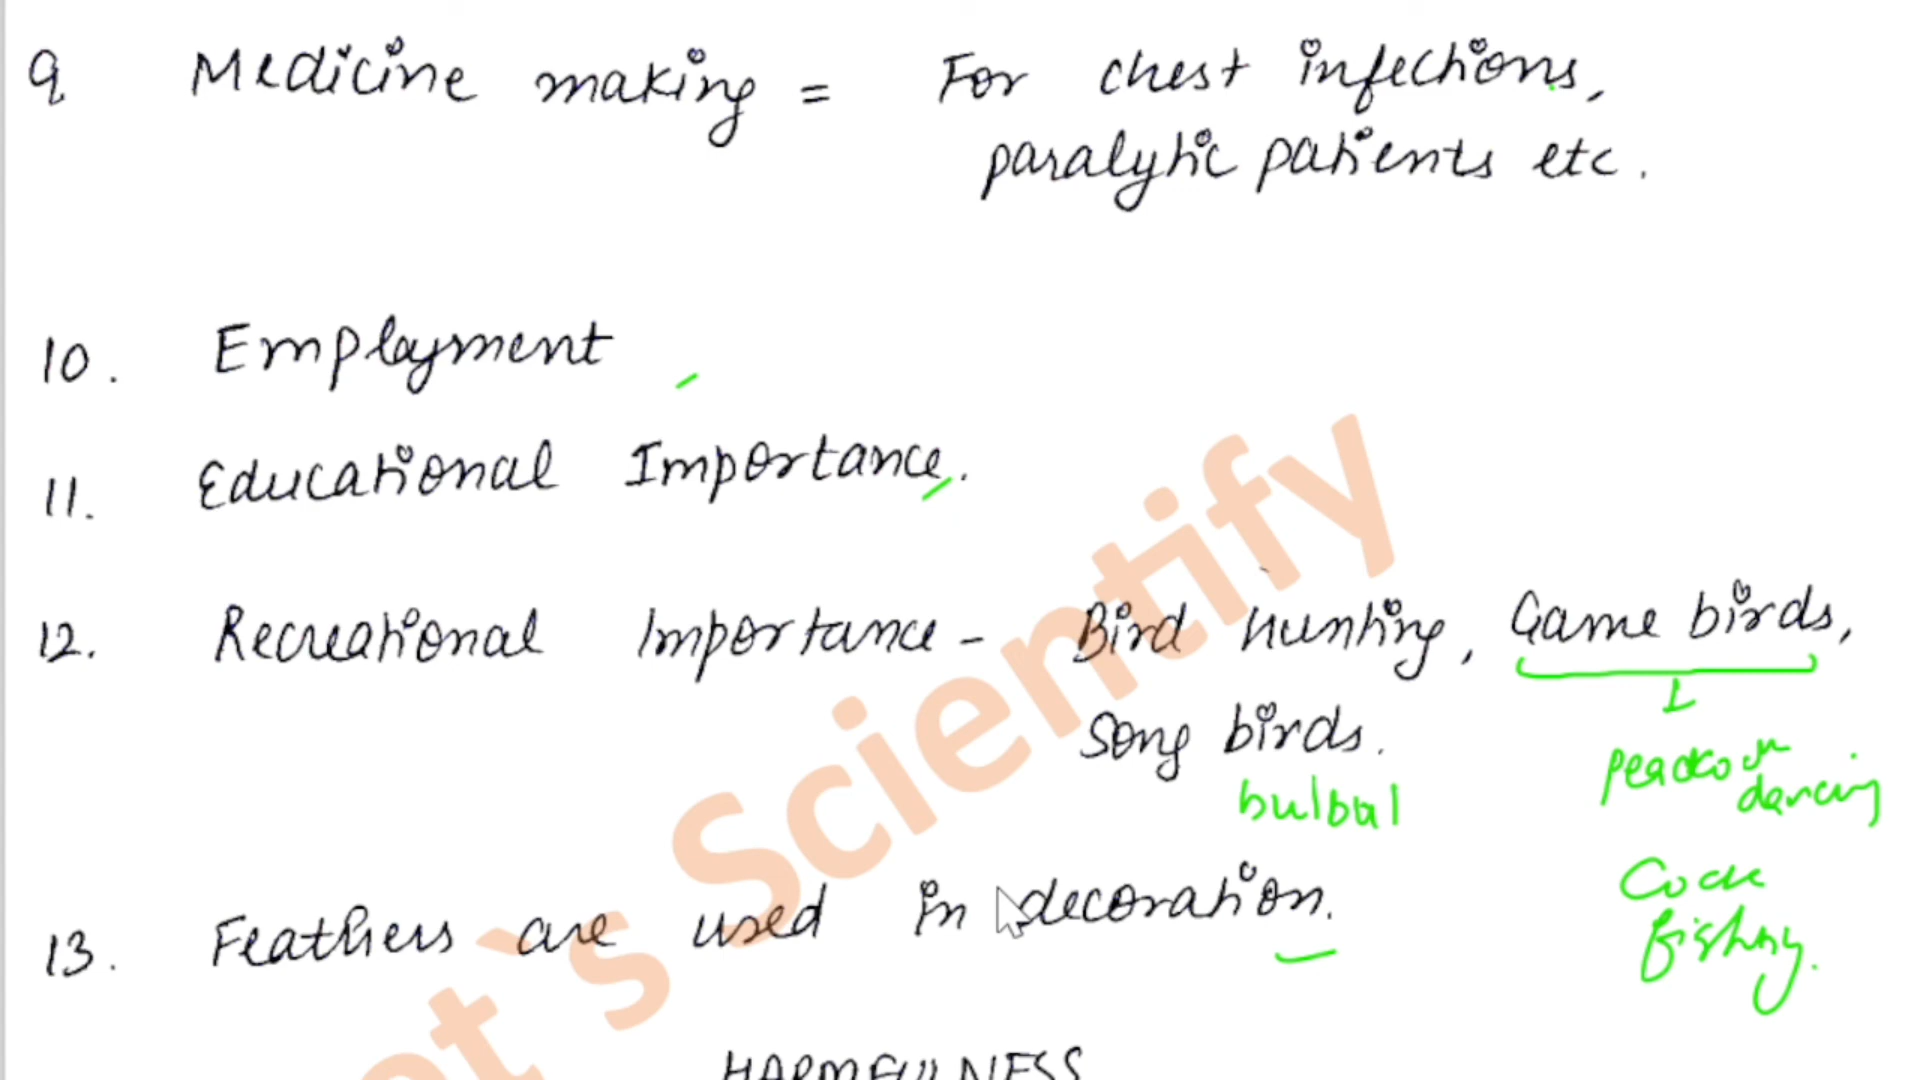 9 Medicine making = For chest infections,
paralytic patients etc.
10. Employment
11. Educational Importance.
12. Recreational Importance - Bird hunting, Game birds,
Song birds.
bulbul
peacock
dancing
Cock
fighting.
13. Feathers are used in decoration.
HARMFULNESS
et`s Scientify